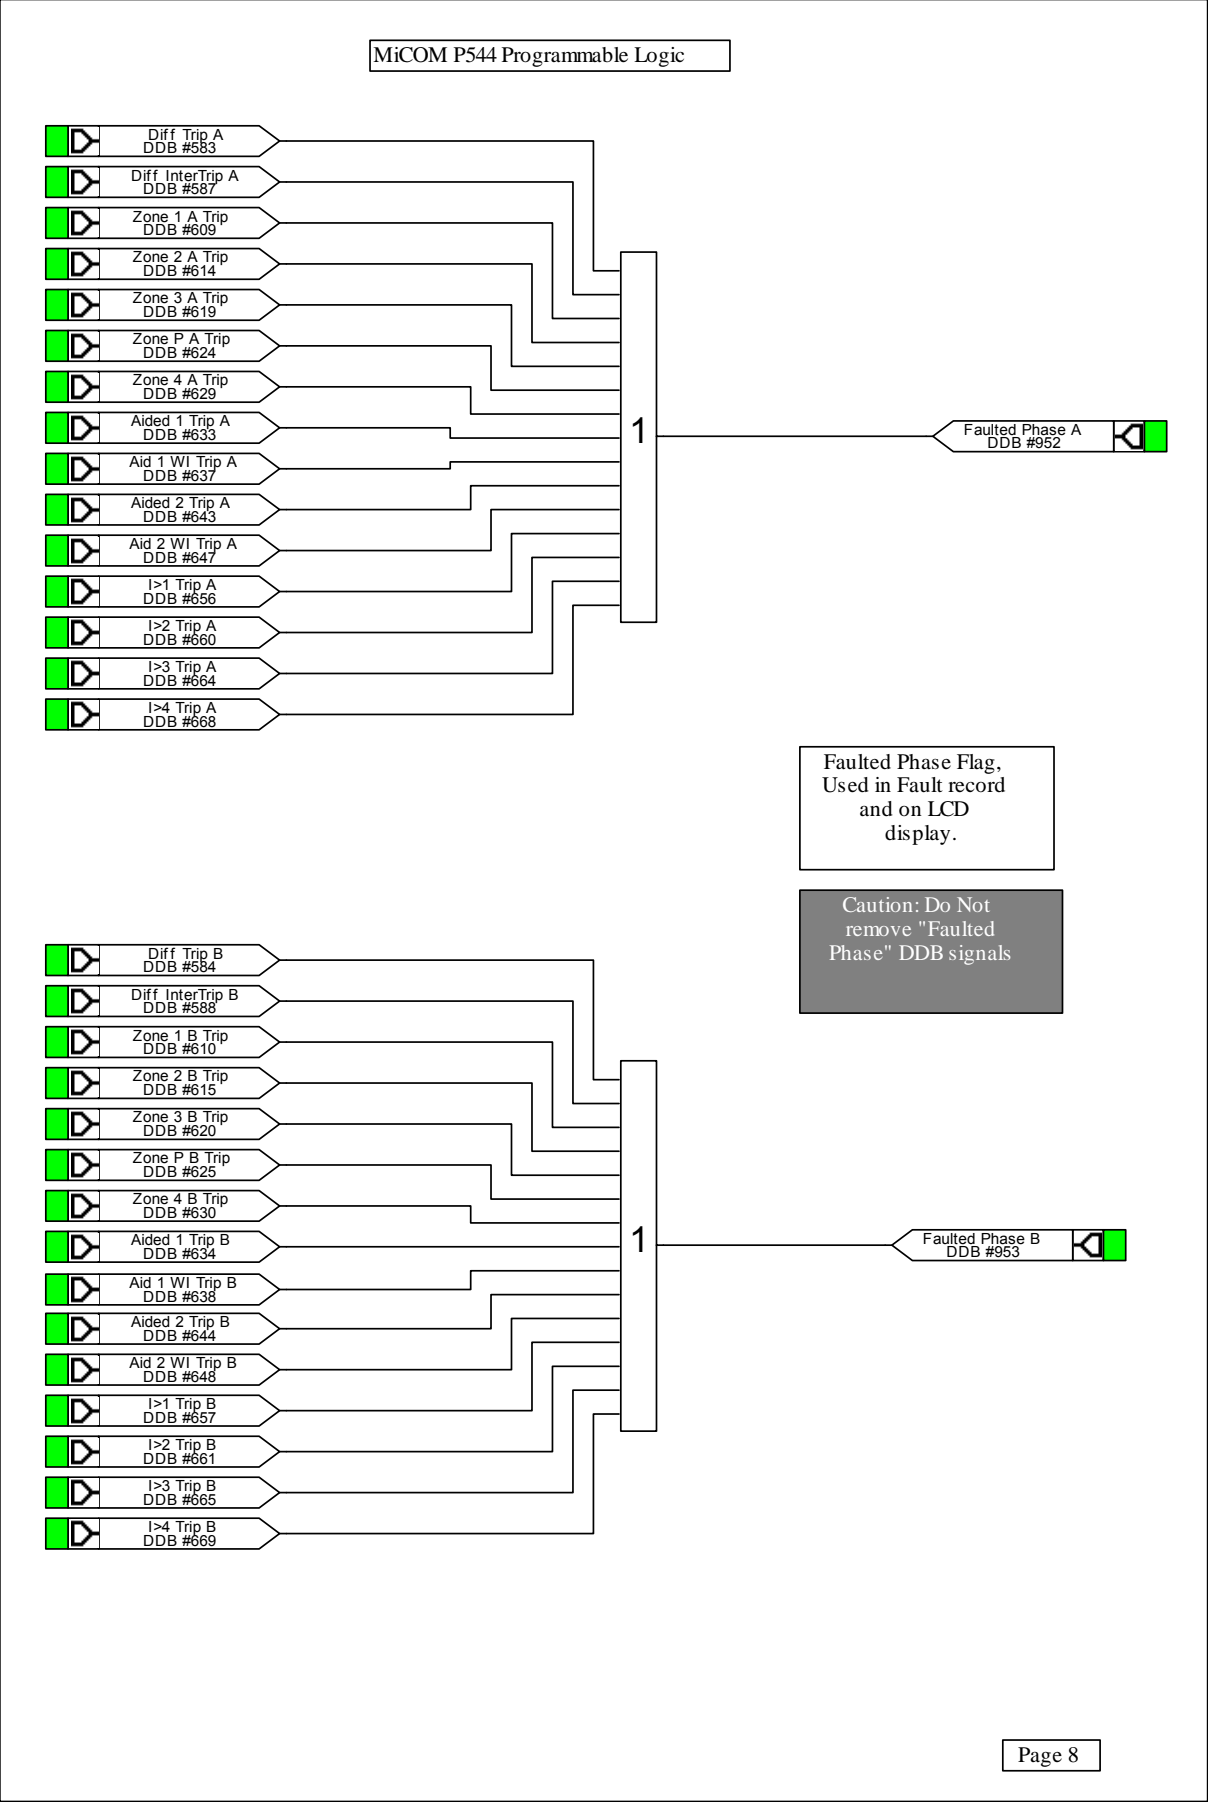 MiCOM P544 Programmable Logic
Diff Trip A
DDB #583
Diff InterTrip A
DDB #587
Zone 1 A Trip
DDB #609
Zone 2 A Trip
DDB #614
Zone 3 A Trip
DDB #619
Zone P A Trip
DDB #624
Zone 4 A Trip
DDB #629
Aided 1 Trip A
DDB #633
Aid 1 WI Trip A
DDB #637
Aided 2 Trip A
DDB #643
Aid 2 WI Trip A
DDB #647
I>1 Trip A
DDB #656
I>2 Trip A
DDB #660
I>3 Trip A
DDB #664
I>4 Trip A
DDB #668
1
Faulted Phase A
DDB #952
Faulted Phase Flag,
Used in Fault record
and on LCD
display.
Caution: Do Not
remove "Faulted
Phase" DDB signals
Diff Trip B
DDB #584
Diff InterTrip B
DDB #588
Zone 1 B Trip
DDB #610
Zone 2 B Trip
DDB #615
Zone 3 B Trip
DDB #620
Zone P B Trip
DDB #625
Zone 4 B Trip
DDB #630
Aided 1 Trip B
DDB #634
Aid 1 WI Trip B
DDB #638
Aided 2 Trip B
DDB #644
Aid 2 WI Trip B
DDB #648
I>1 Trip B
DDB #657
I>2 Trip B
DDB #661
I>3 Trip B
DDB #665
I>4 Trip B
DDB #669
1
Faulted Phase B
DDB #953
Page 8